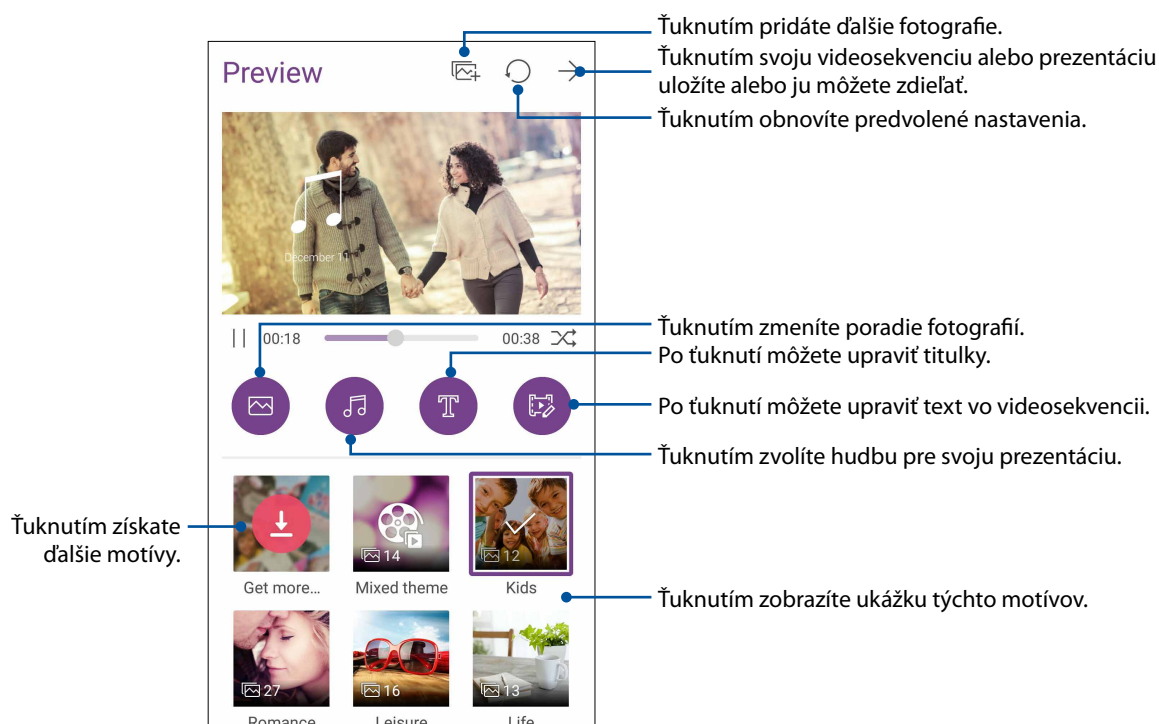 Ťuknutím pridáte ďalšie fotografie.
Preview
Ťuknutím svoju videosekvenciu alebo prezentáciu
uložíte alebo ju môžete zdieľať.
Ťuknutím obnovíte predvolené nastavenia.
December 11
00:18
00:38
Ťuknutím zmeníte poradie fotografií.
Po ťuknutí môžete upraviť titulky.
T
Po ťuknutí môžete upraviť text vo videosekvencii.
Ťuknutím zvolíte hudbu pre svoju prezentáciu.
Ťuknutím získate
ďalšie motívy.
14
12
Get more...
Mixed theme
Kids
Ťuknutím zobrazíte ukážku týchto motívov.
27
16
13
Romance
Leisure
Life